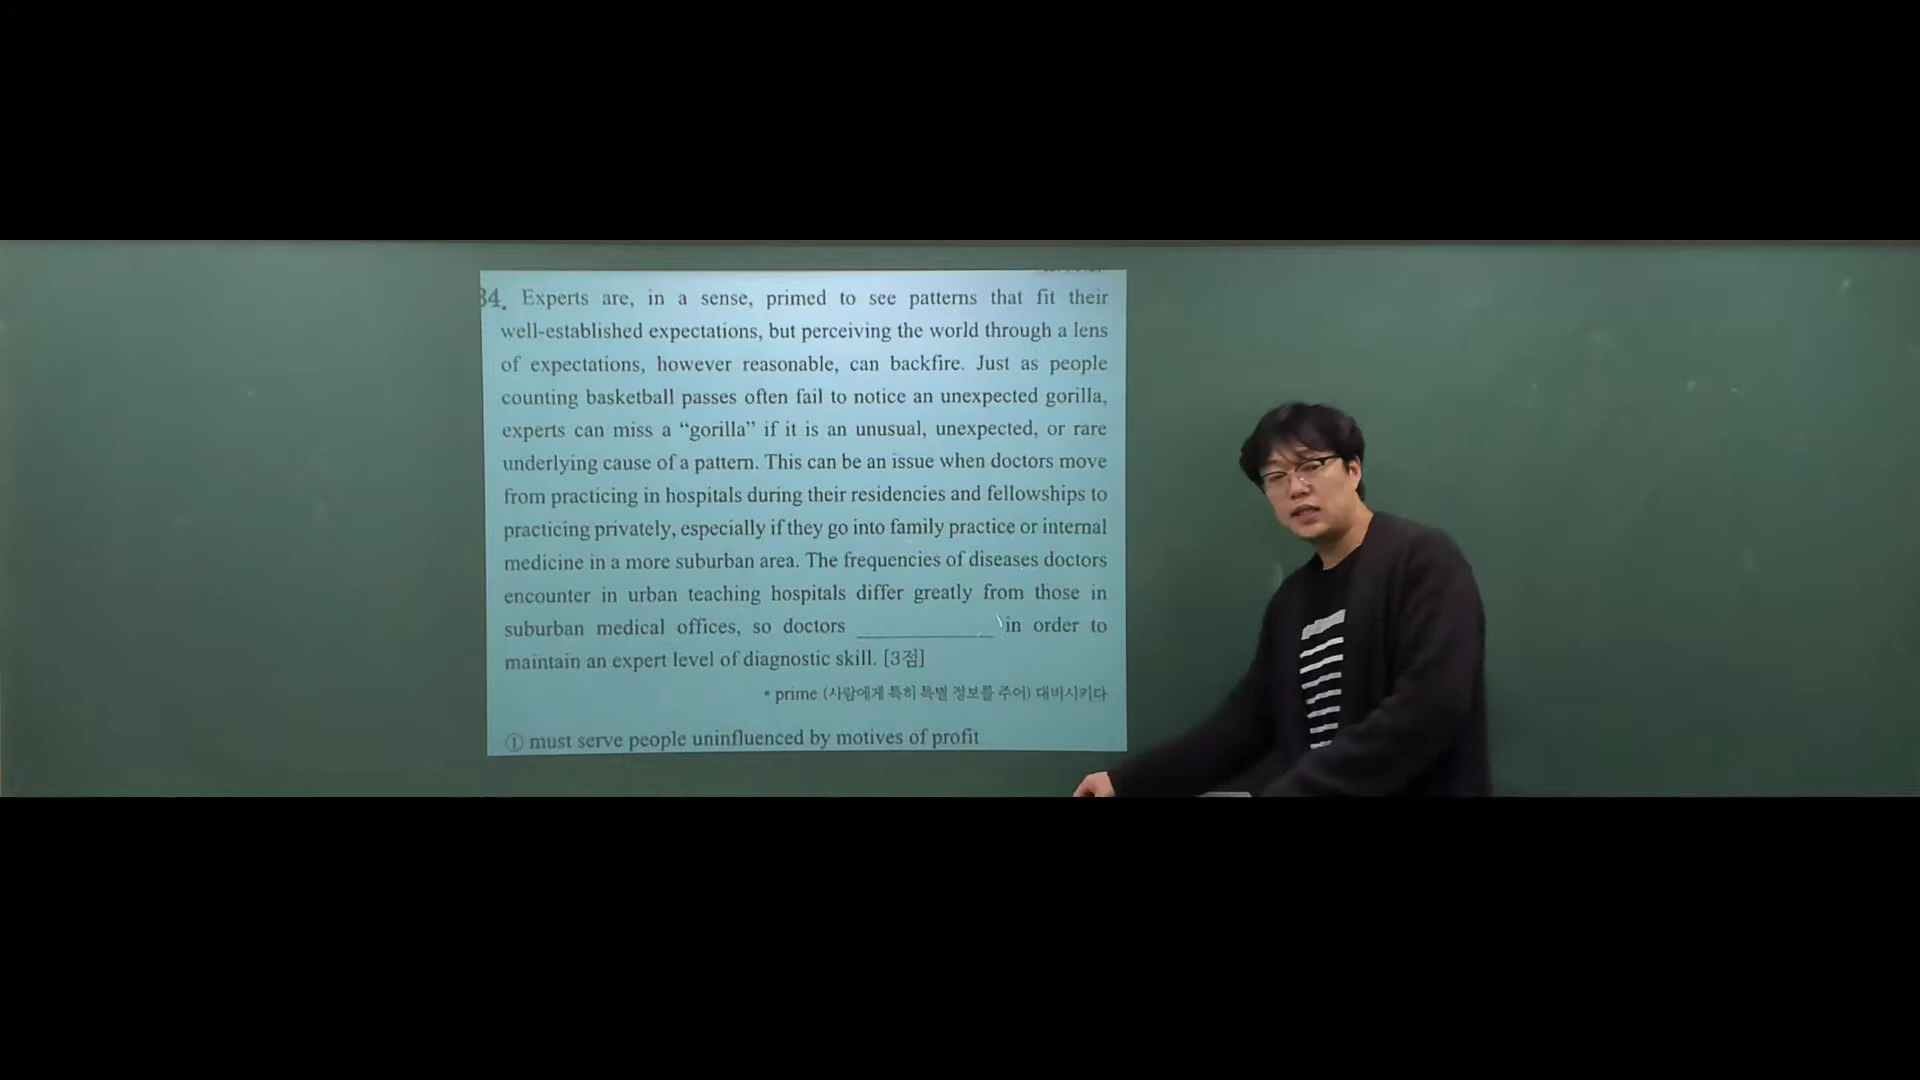 34. Experts are, in a sense, primed to see patterns that fit their
well-established expectations, but perceiving the world through a lens
of expectations, however reasonable, can backfire. Just as people
counting basketball passes often fail to notice an unexpected gorilla,
experts can miss a “gorilla” if it is an unusual, unexpected, or rare
underlying cause of a pattern. This can be an issue when doctors move
from practicing in hospitals during their residencies and fellowships to
practicing privately, especially if they go into family practice or internal
medicine in a more suburban area. The frequencies of diseases doctors
encounter in urban teaching hospitals differ greatly from those in
suburban medical offices, so doctors ____________ in order to
maintain an expert level of diagnostic skill. [3점]
* prime (사람에게 특히 특별 정보를 주어) 대비시키다
① must serve people uninfluenced by motives of profit